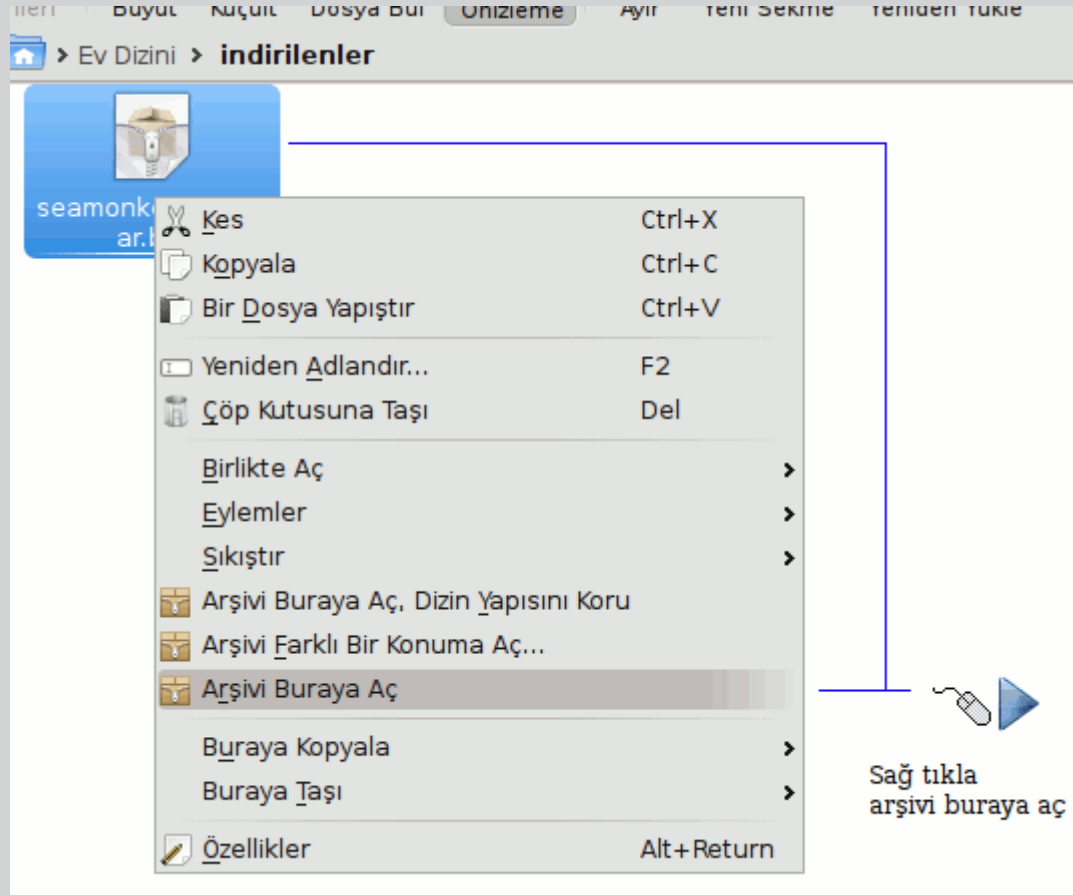 Büyüt Küçült Dosya Bul Önizleme Ayır Yeni Sekme Yeniden Yükle
Ev Dizini indirilenler
Kes Ctrl+X
Kopyala Ctrl+C
Bir Dosya Yapıştır Ctrl+V
Yeniden Adlandır... F2
Çöp Kutusuna Taşı Del
Birlikte Aç
Eylemler
Sıkıştır
Arşivi Buraya Aç, Dizin Yapısını Koru
Arşivi Farklı Bir Konuma Aç...
Arşivi Buraya Aç
Buraya Kopyala
Buraya Taşı
Özellikler Alt+Return
Sağ tıkla
arşivi buraya aç